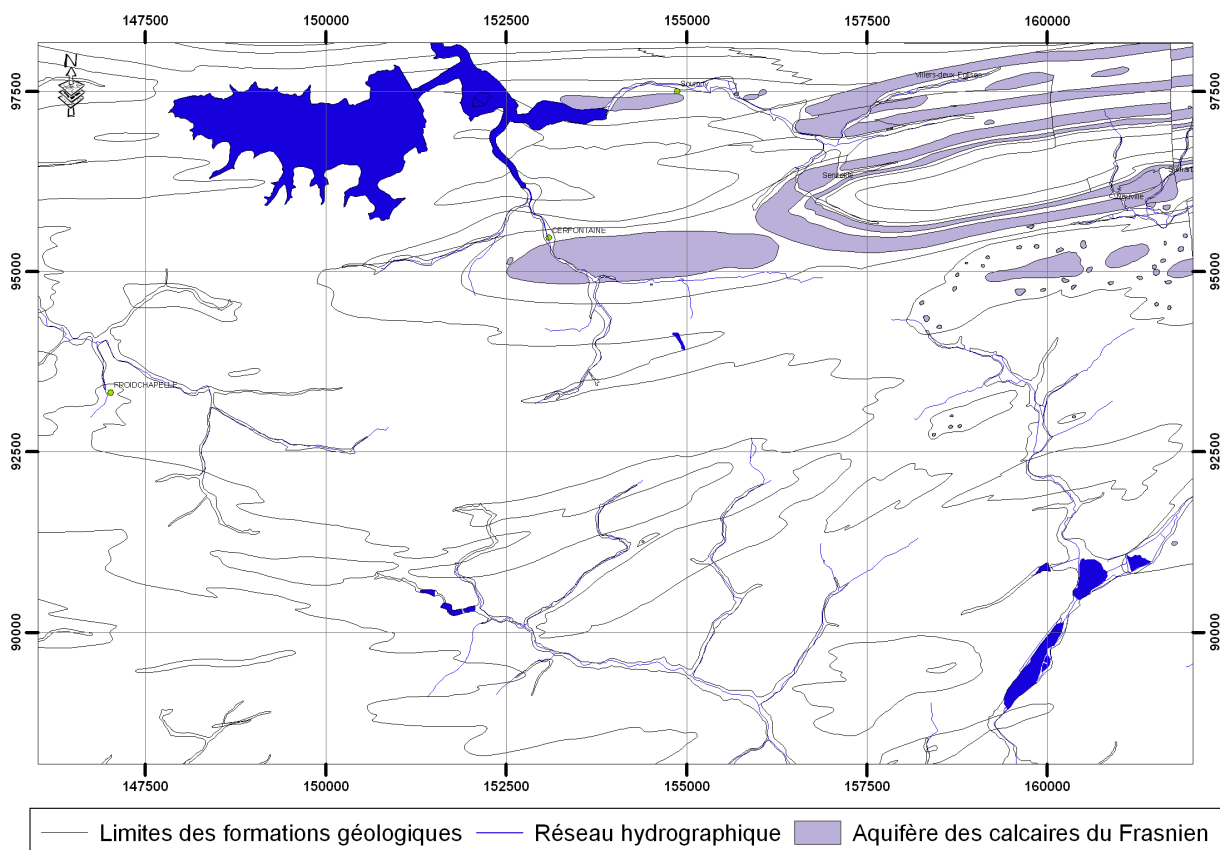 147500 150000 152500 155000 157500 160000
N
97500 97500
Villers-deux-Eglises
Senzeille
CERFONTAINE
95000 95000
FROIDCHAPELLE
92500 92500
90000 90000
147500 150000 152500 155000 157500 160000
Limites des formations géologiques Réseau hydrographique Aquifère des calcaires du Frasnien